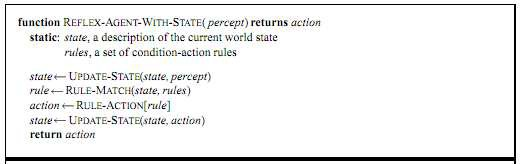 function REFLEX-AGENT-WITH-STATE( percept) returns action
static: state, a description of the current world state
rules, a set of condition-action rules
state ← UPDATE-STATE(state, percept)
rule ← RULE-MATCH(state, rules)
action ← RULE-ACTION[rule]
state ← UPDATE-STATE(state, action)
return action